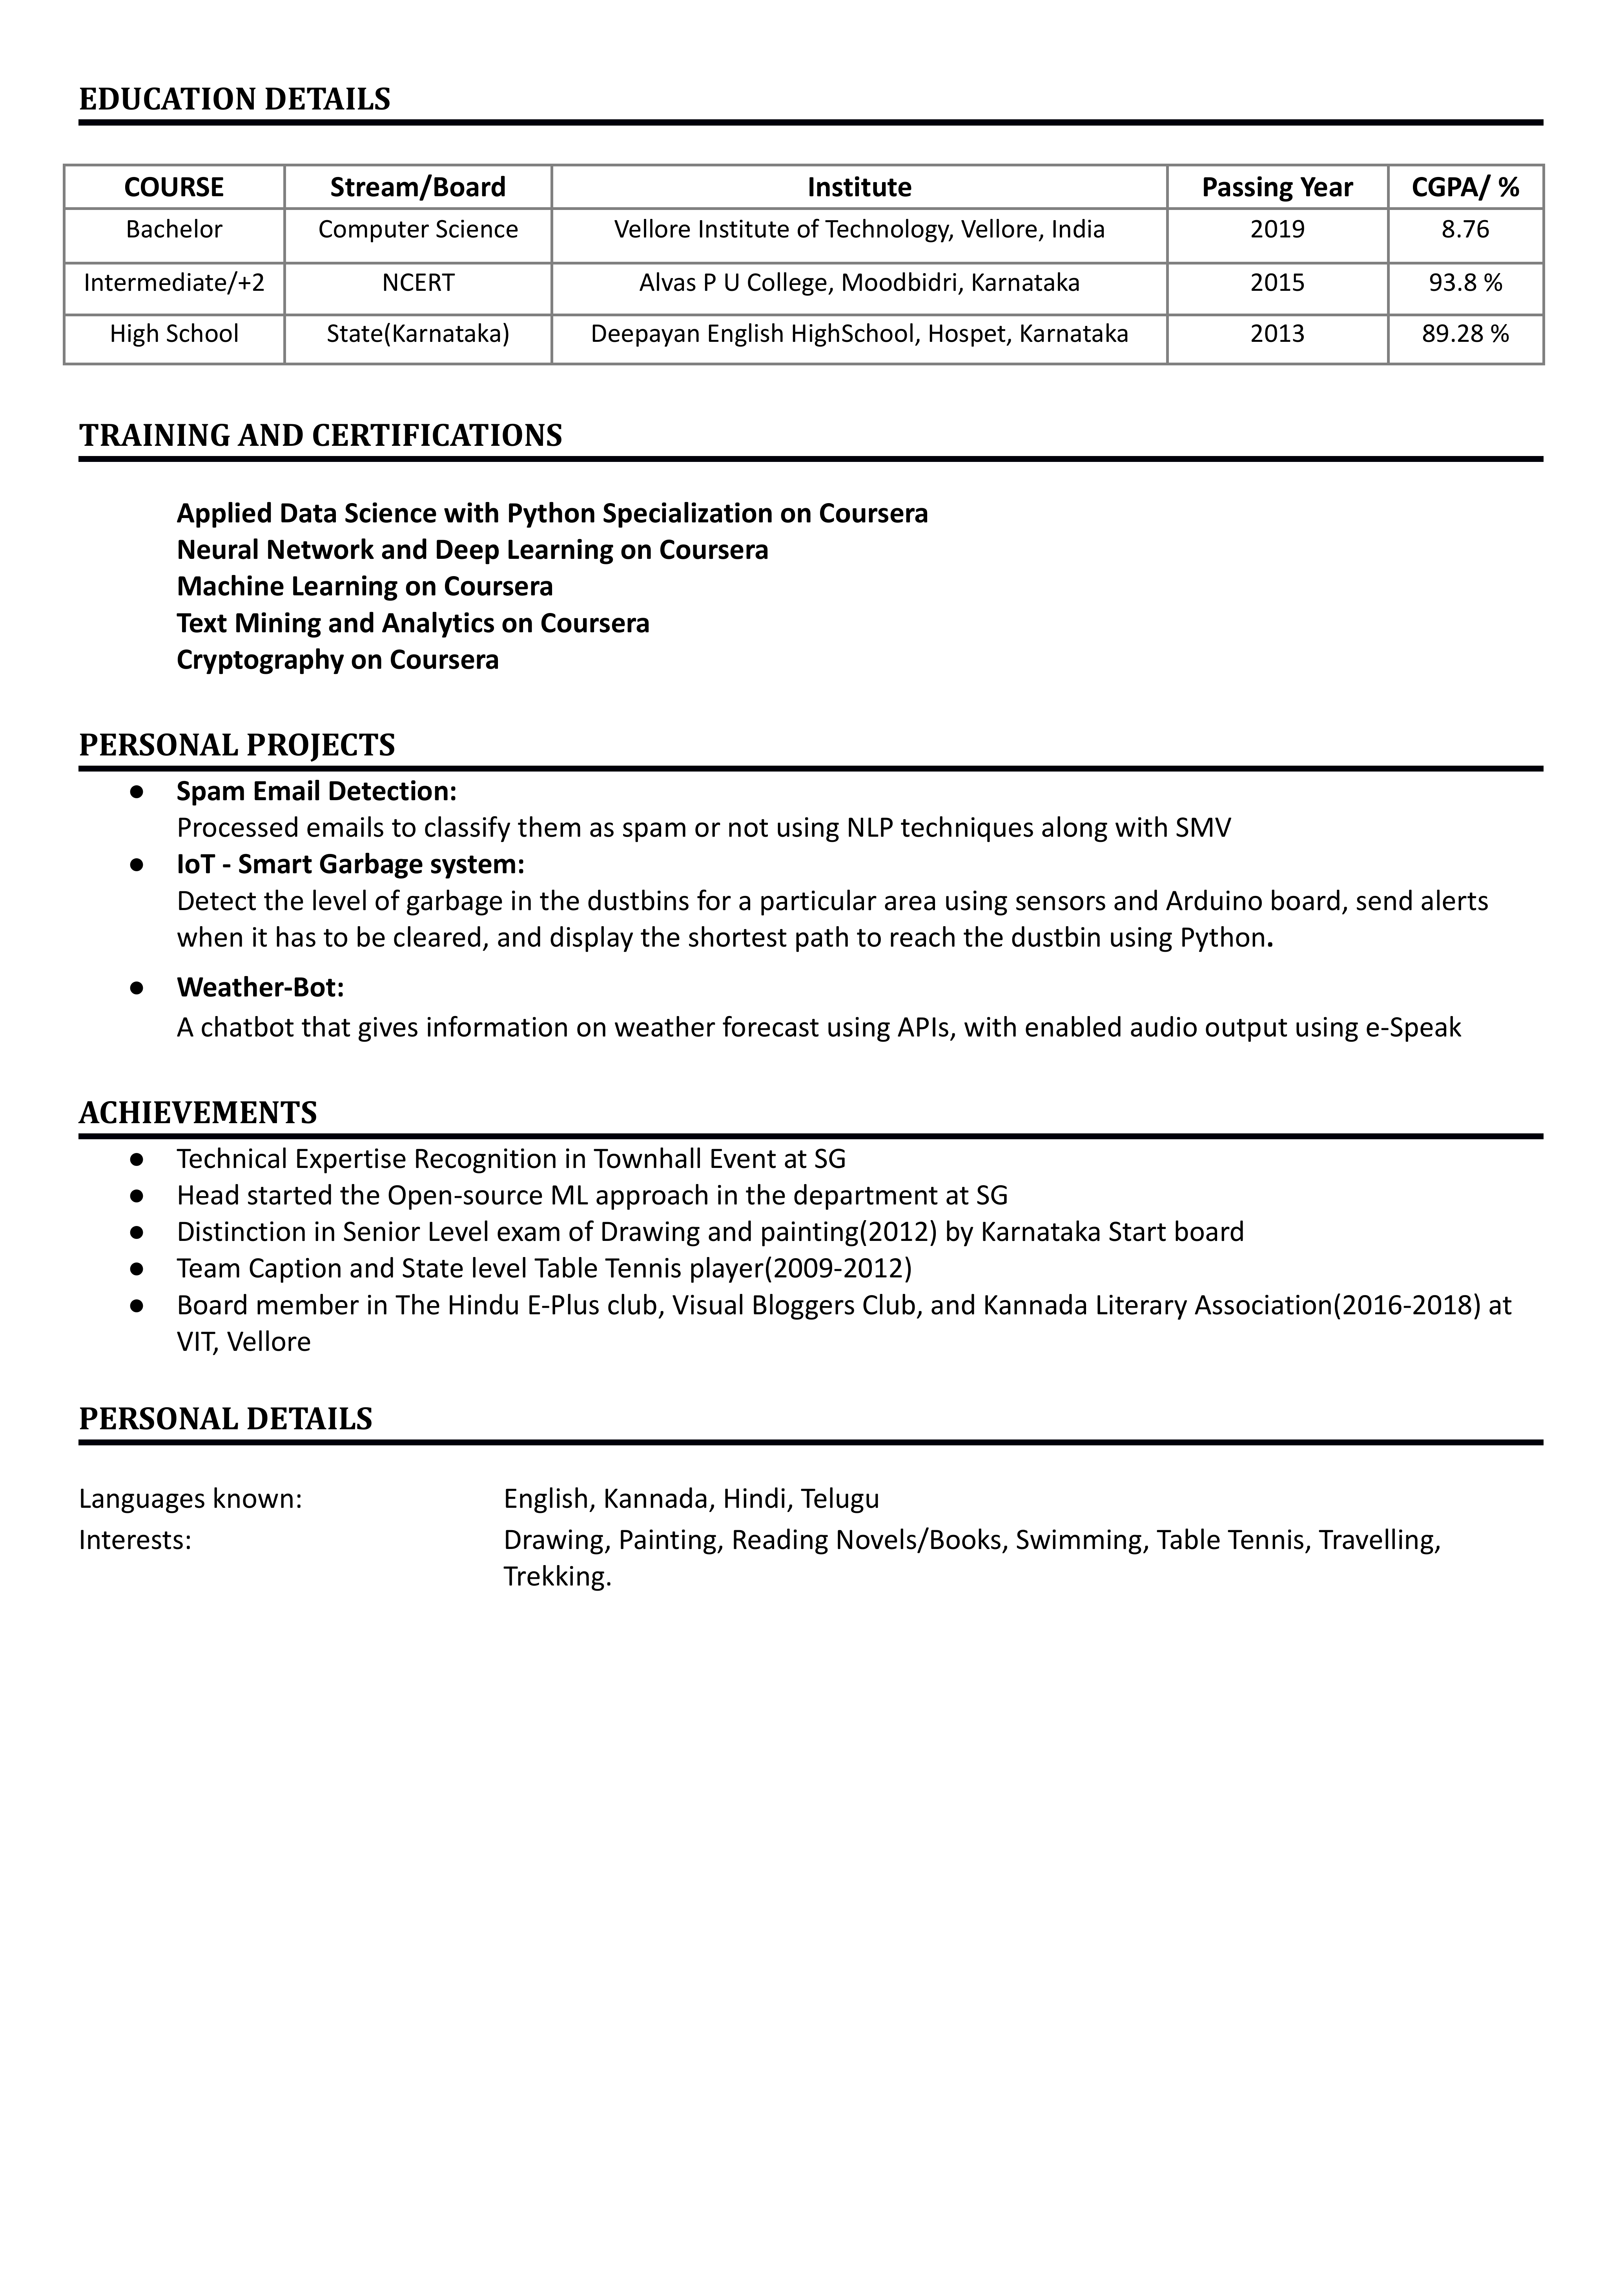 EDUCATION DETAILS
COURSE Stream/Board Institute Passing Year CGPA/ %
Bachelor Computer Science Vellore Institute of Technology, Vellore, India 2019 8.76
Intermediate/+2 NCERT Alvas P U College, Moodbidri, Karnataka 2015 93.8 %
High School State(Karnataka) Deepayan English HighSchool, Hospet, Karnataka 2013 89.28 %
TRAINING AND CERTIFICATIONS
Applied Data Science with Python Specialization on Coursera
Neural Network and Deep Learning on Coursera
Machine Learning on Coursera
Text Mining and Analytics on Coursera
Cryptography on Coursera
PERSONAL PROJECTS
● Spam Email Detection:
Processed emails to classify them as spam or not using NLP techniques along with SMV
● IoT - Smart Garbage system:
Detect the level of garbage in the dustbins for a particular area using sensors and Arduino board, send alerts
when it has to be cleared, and display the shortest path to reach the dustbin using Python.
● Weather-Bot:
A chatbot that gives information on weather forecast using APIs, with enabled audio output using e-Speak
ACHIEVEMENTS
● Technical Expertise Recognition in Townhall Event at SG
● Head started the Open-source ML approach in the department at SG
● Distinction in Senior Level exam of Drawing and painting(2012) by Karnataka Start board
● Team Caption and State level Table Tennis player(2009-2012)
● Board member in The Hindu E-Plus club, Visual Bloggers Club, and Kannada Literary Association(2016-2018) at
VIT, Vellore
PERSONAL DETAILS
Languages known: English, Kannada, Hindi, Telugu
Interests: Drawing, Painting, Reading Novels/Books, Swimming, Table Tennis, Travelling,
Trekking.